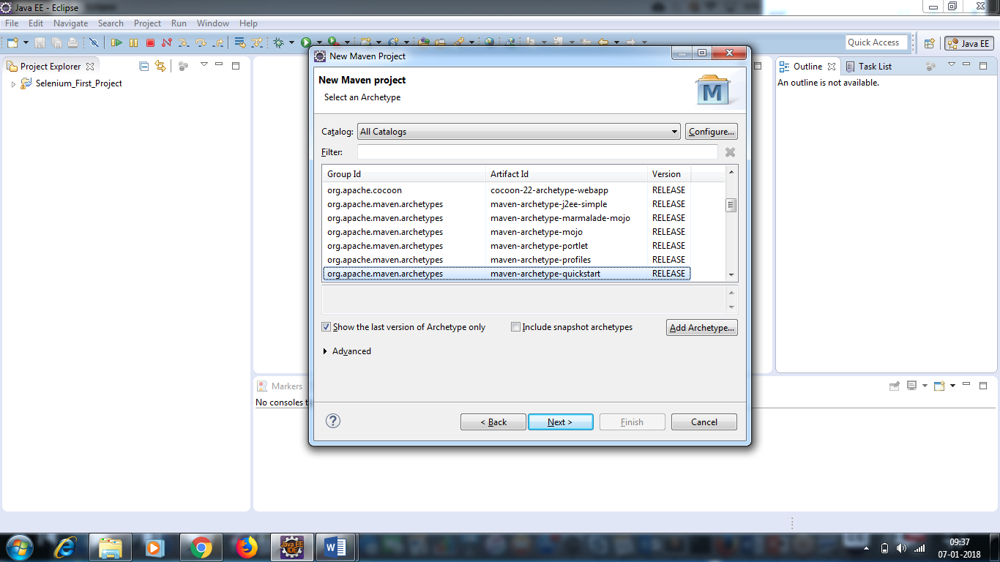 Java EE - Eclipse
File Edit Navigate Search Project Run Window Help
Quick Access
Java EE
Project Explorer
Selenium_First_Project
New Maven Project
New Maven project
Select an Archetype
Catalog: All Catalogs Configure...
Filter:
Group Id Artifact Id Version
org.apache.cocoon cocoon-22-archetype-webapp RELEASE
org.apache.maven.archetypes maven-archetype-j2ee-simple RELEASE
org.apache.maven.archetypes maven-archetype-marmalade-mojo RELEASE
org.apache.maven.archetypes maven-archetype-mojo RELEASE
org.apache.maven.archetypes maven-archetype-portlet RELEASE
org.apache.maven.archetypes maven-archetype-profiles RELEASE
org.apache.maven.archetypes maven-archetype-quickstart RELEASE
Show the last version of Archetype only Include snapshot archetypes Add Archetype...
Advanced
< Back Next > Finish Cancel
Outline Task List
An outline is not available.
Markers
No consoles t
Java EE
IDE
09:37
07-01-2018